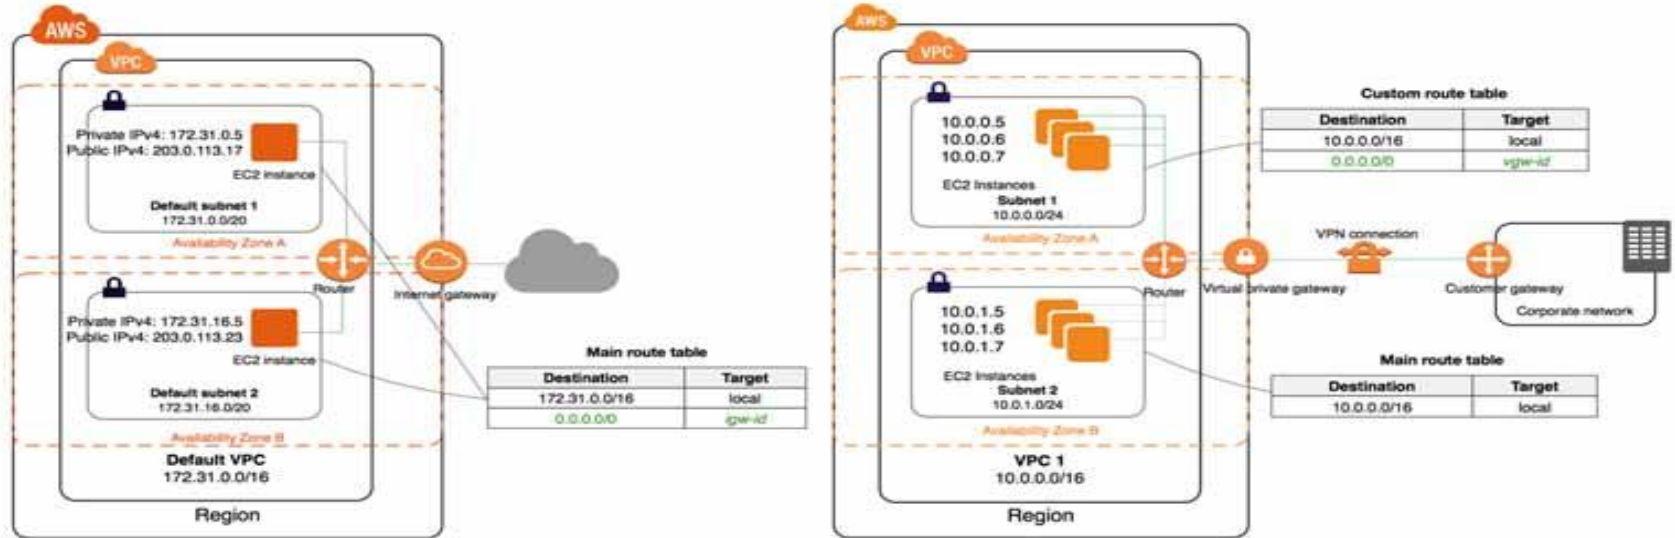 AWS
VPC
Private IPv4: 172.31.0.5
Public IPv4: 203.0.113.17
EC2 instance
Default subnet 1
172.31.0.0/20
Availability Zone A
Router
Internet gateway
Private IPv4: 172.31.16.5
Public IPv4: 203.0.113.23
EC2 instance
Default subnet 2
172.31.16.0/20
Availability Zone B
Default VPC
172.31.0.0/16
Region
Main route table
Destination Target
172.31.0.0/16 local
0.0.0.0/0 igw-id
AWS
VPC
10.0.0.5
10.0.0.6
10.0.0.7
EC2 Instances
Subnet 1
10.0.0.0/24
Availability Zone A
Router
Virtual private gateway
VPN connection
Customer gateway
Corporate network
10.0.1.5
10.0.1.6
10.0.1.7
EC2 Instances
Subnet 2
10.0.1.0/24
Availability Zone B
VPC 1
10.0.0.0/16
Region
Custom route table
Destination Target
10.0.0.0/16 local
0.0.0.0/0 vgw-id
Main route table
Destination Target
10.0.0.0/16 local